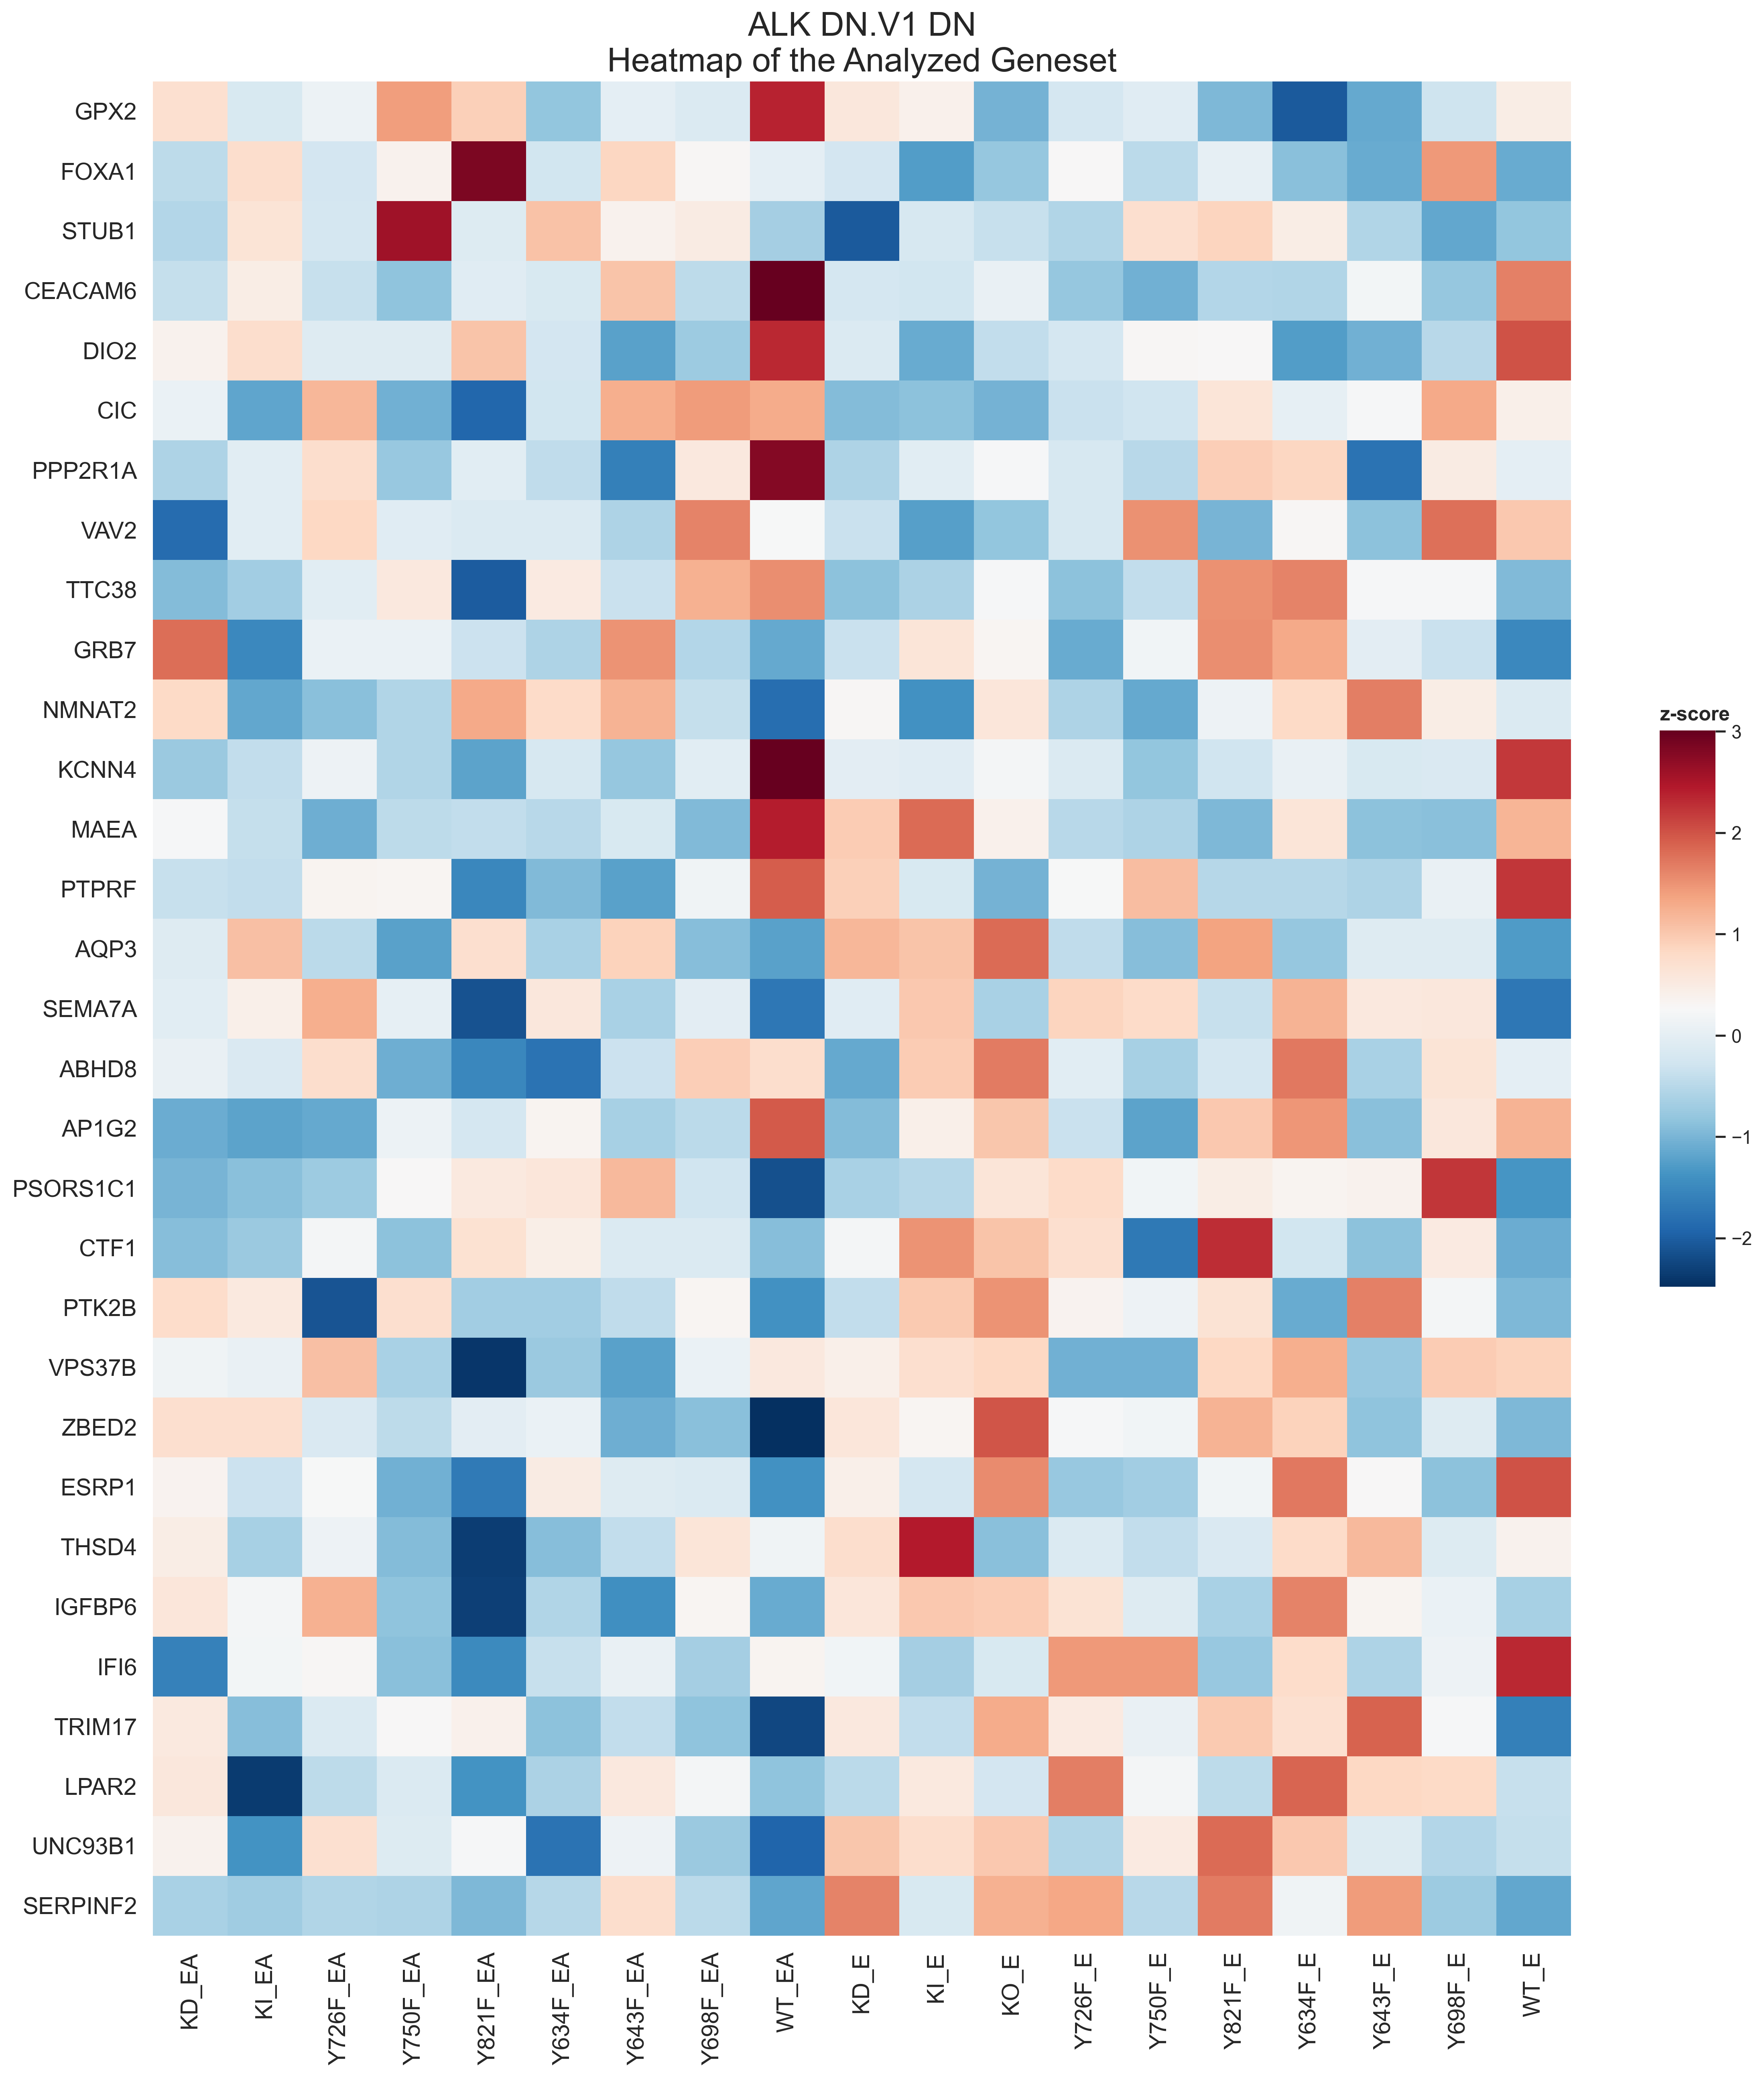 ALK DN.V1 DN
Heatmap of the Analyzed Geneset
GPX2
FOXA1
STUB1
CEACAM6
DIO2
CIC
PPP2R1A
VAV2
TTC38
GRB7
NMNAT2
KCNN4
MAEA
PTPRF
AQP3
SEMA7A
ABHD8
AP1G2
PSORS1C1
CTF1
PTK2B
VPS37B
ZBED2
ESRP1
THSD4
IGFBP6
IFI6
TRIM17
LPAR2
UNC93B1
SERPINF2
KD_EA
KI_EA
Y726F_EA
Y750F_EA
Y821F_EA
Y634F_EA
Y643F_EA
Y698F_EA
WT_EA
KD_E
KI_E
KO_E
Y726F_E
Y750F_E
Y821F_E
Y634F_E
Y643F_E
Y698F_E
WT_E
z-score
3
2
1
0
−1
−2